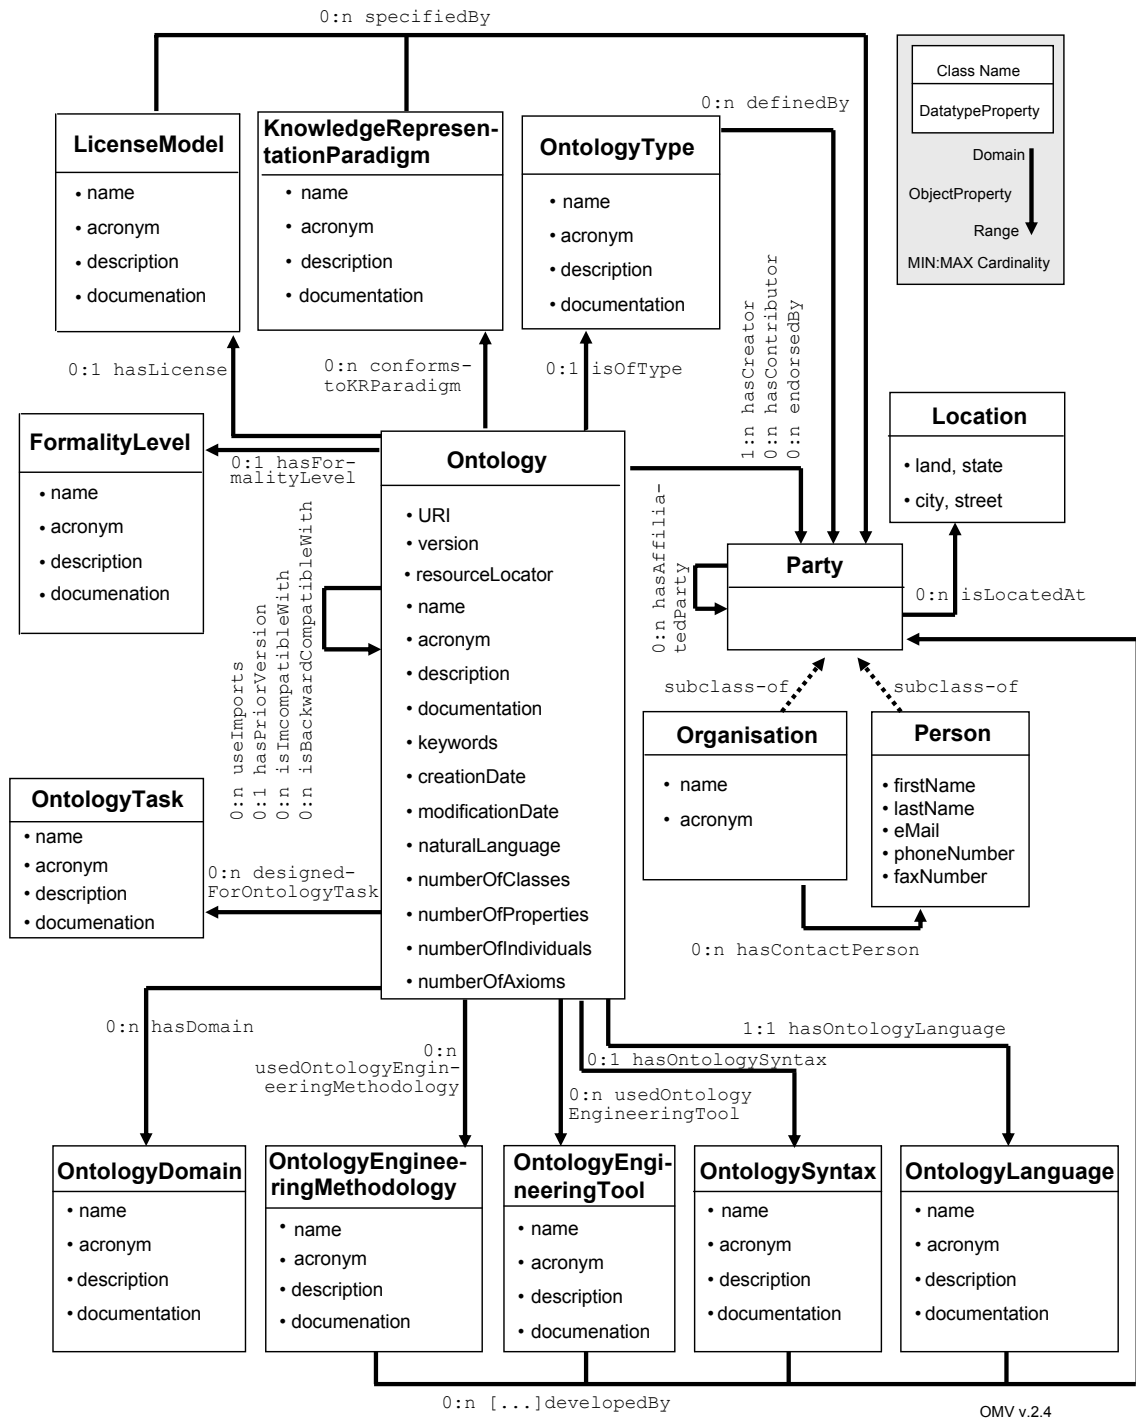 0:n specifiedBy
Class Name
DatatypeProperty
Domain
ObjectProperty
Range
MIN:MAX Cardinality
0:n definedBy
LicenseModel
• name
• acronym
• description
• documenation
KnowledgeRepresen-
tationParadigm
• name
• acronym
• description
• documentation
OntologyType
• name
• acronym
• description
• documentation
0:1 hasLicense
0:n conforms-
toKRParadigm
0:1 isOfType
1:n hasCreator
0:n hasContributor
0:n endorsedBy
Location
• land, state
• city, street
FormalityLevel
• name
• acronym
• description
• documenation
0:1 hasFor-
malityLevel
Ontology
• URI
• version
• resourceLocator
• name
• acronym
• description
• documentation
• keywords
• creationDate
• modificationDate
• naturalLanguage
• numberOfClasses
• numberOfProperties
• numberOfIndividuals
• numberOfAxioms
0:n useImports
0:1 hasPriorVersion
0:n isImcompatibleWith
0:n isBackwardCompatibleWith
0:n hasAffilia-
tedParty
Party
0:n isLocatedAt
subclass-of
subclass-of
Organisation
• name
• acronym
Person
• firstName
• lastName
• eMail
• phoneNumber
• faxNumber
0:n hasContactPerson
OntologyTask
• name
• acronym
• description
• documenation
0:n designed-
ForOntologyTask
0:n hasDomain
0:n
usedOntologyEngin-
eeringMethodology
0:n usedOntology
EngineeringTool
0:1 hasOntologySyntax
1:1 hasOntologyLanguage
OntologyDomain
• name
• acronym
• description
• documentation
OntologyEnginee-
ringMethodology
• name
• acronym
• description
• documenation
OntologyEngi-
neeringTool
• name
• acronym
• description
• documenation
OntologySyntax
• name
• acronym
• description
• documentation
OntologyLanguage
• name
• acronym
• description
• documentation
0:n [...]developedBy
OMV v.2.4